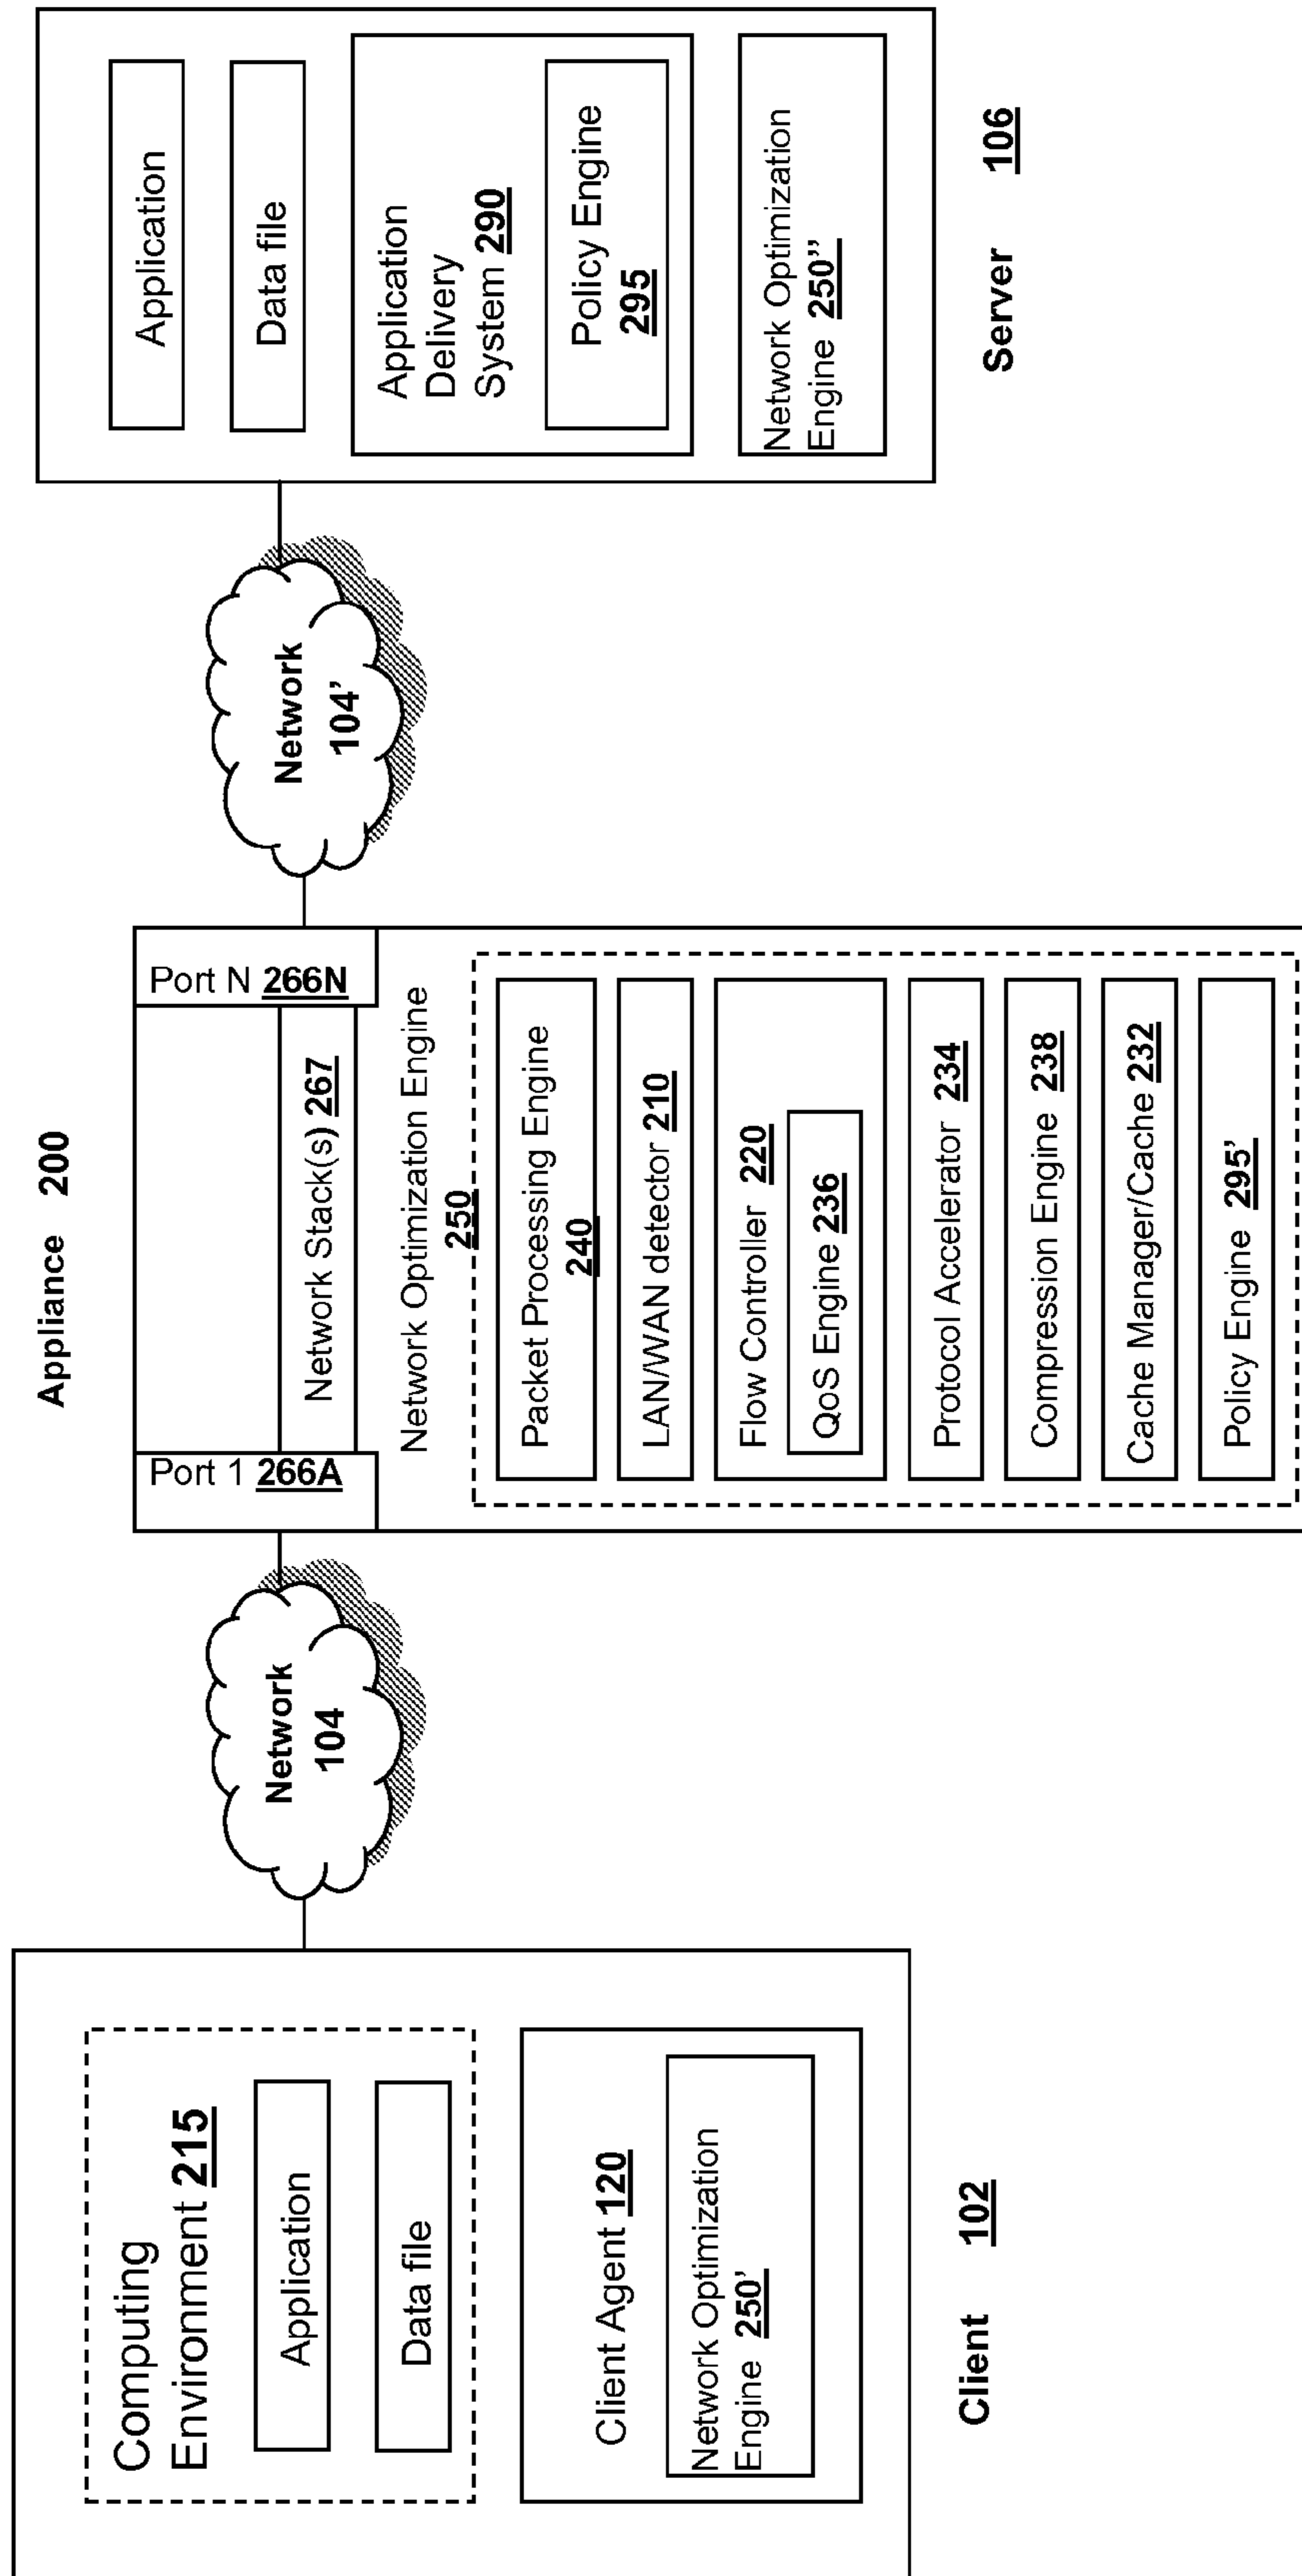 Appliance 200
Computing
Environment 215
Application
Data file
Client Agent 120
Network Optimization
Engine 250'
Client 102
Network
104
Port 1 266A
Network Stack(s) 267
Port N 266N
Network Optimization Engine
250
Packet Processing Engine
240
LAN/WAN detector 210
Flow Controller 220
QoS Engine 236
Protocol Accelerator 234
Compression Engine 238
Cache Manager/Cache 232
Policy Engine 295'
Network
104'
Application
Data file
Application
Delivery
System 290
Policy Engine
295
Network Optimization
Engine 250''
Server 106